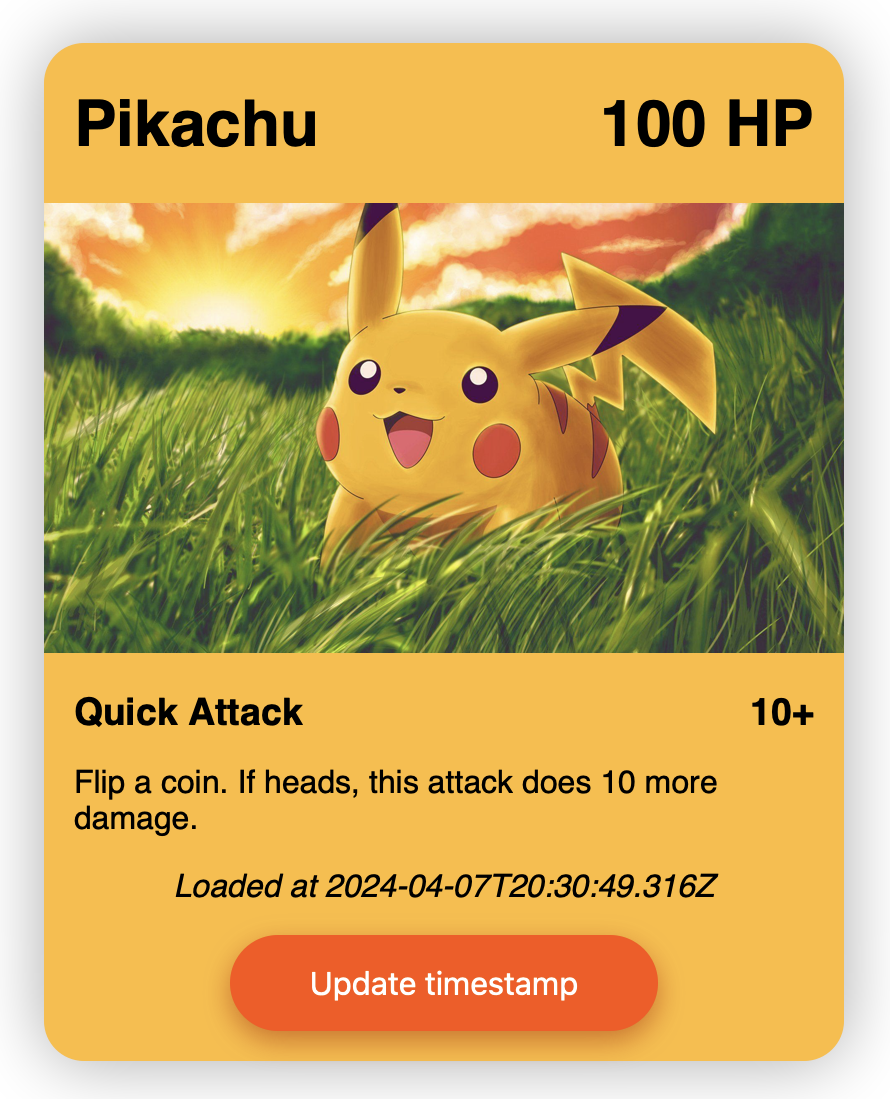 Pikachu 100 HP
Quick Attack 10+
Flip a coin. If heads, this attack does 10 more
damage.
Loaded at 2024-04-07T20:30:49.316Z
Update timestamp